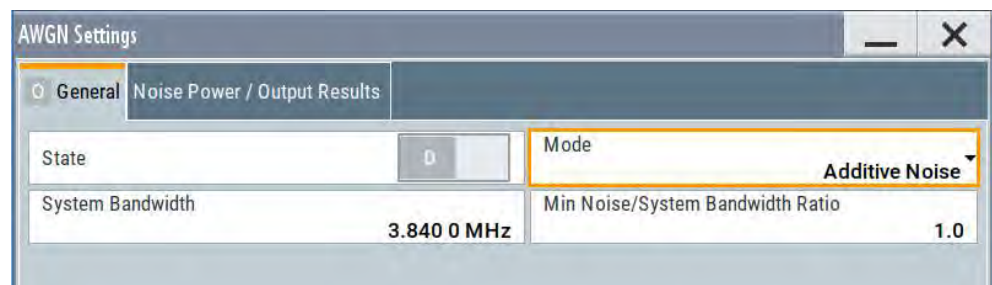 AWGN Settings
General Noise Power / Output Results
State
Mode
Additive Noise
System Bandwidth
3.840 0 MHz
Min Noise/System Bandwidth Ratio
1.0